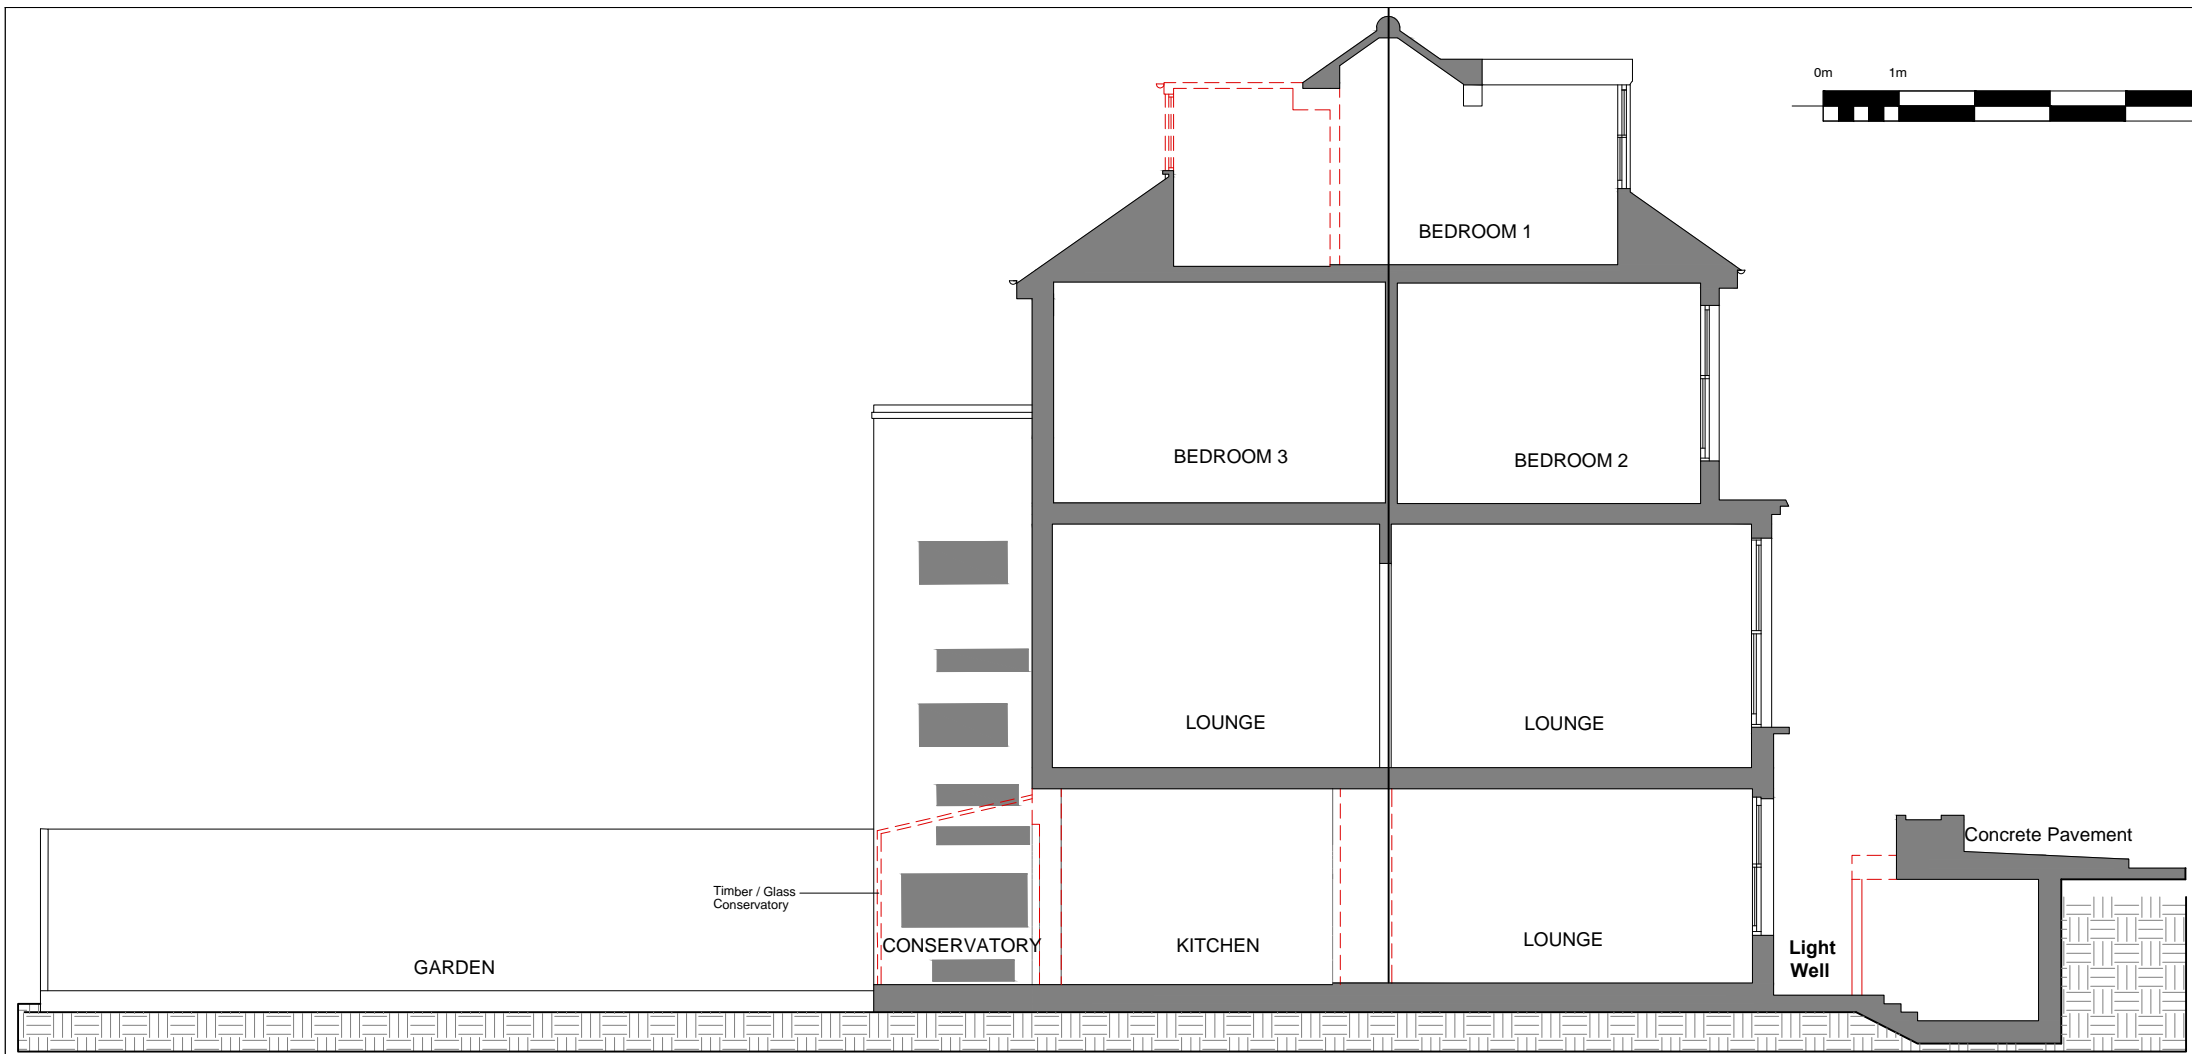 0m 1m
BEDROOM 1
BEDROOM 3
BEDROOM 2
LOUNGE
LOUNGE
Concrete Pavement
Timber / Glass
Conservatory
CONSERVATORY
KITCHEN
LOUNGE
Light
Well
GARDEN